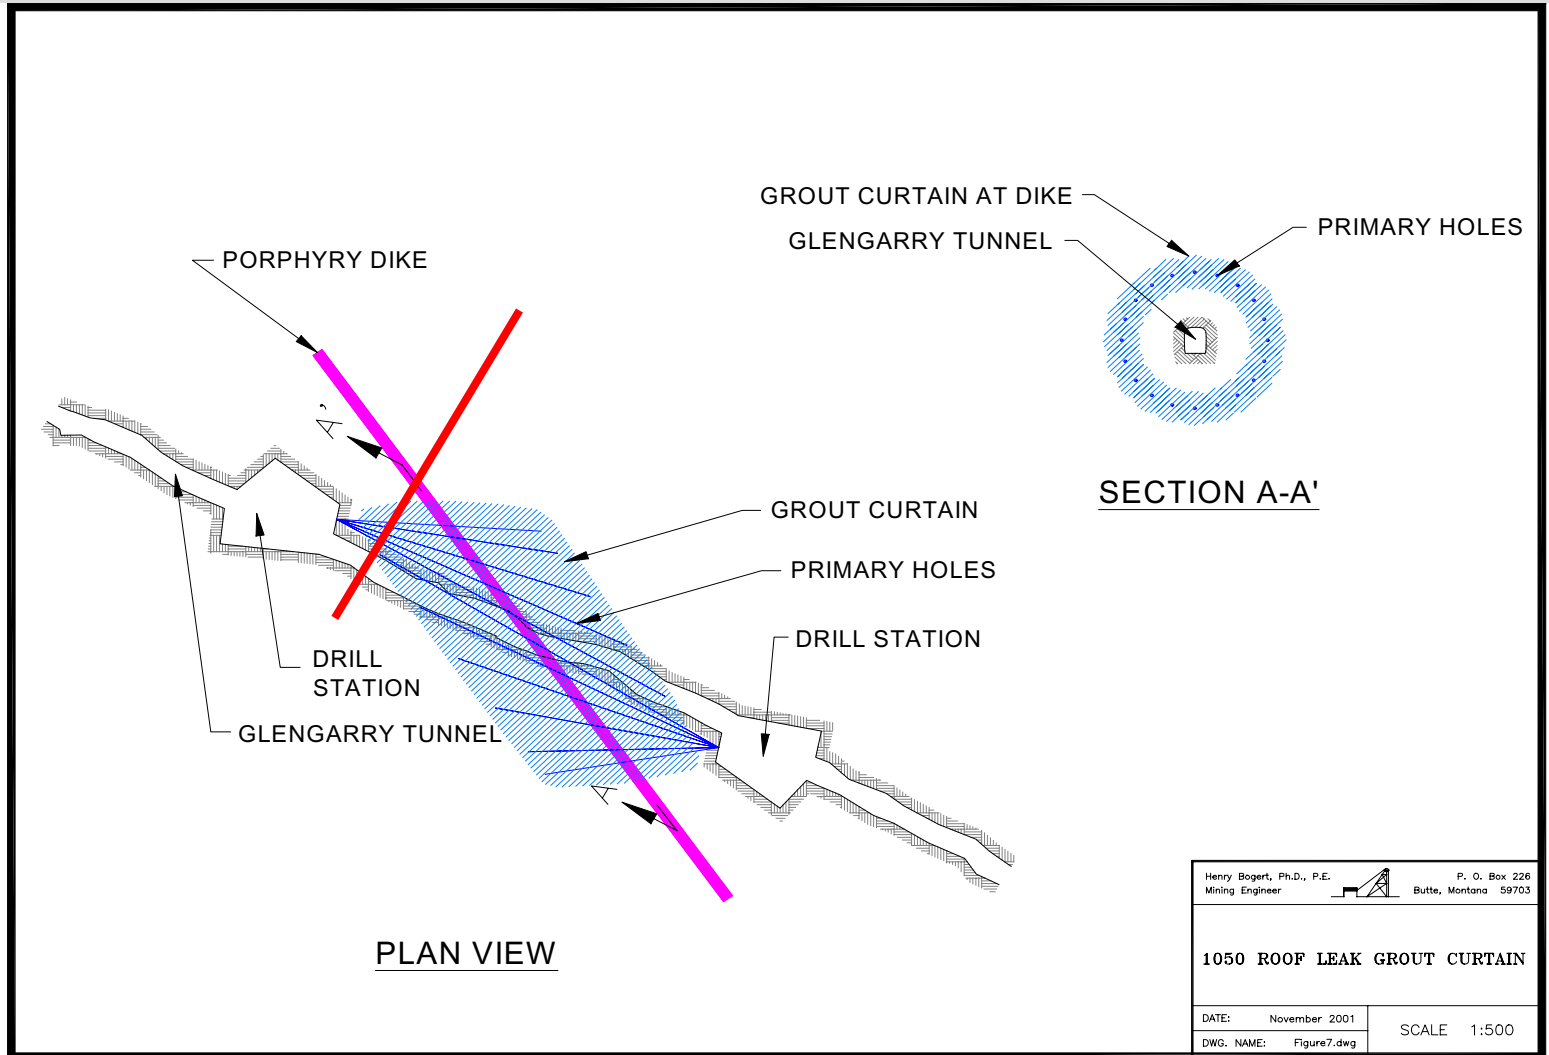 GROUT CURTAIN AT DIKE
PRIMARY HOLES
GLENGARRY TUNNEL
PORPHYRY DIKE
A'
SECTION A-A'
GROUT CURTAIN
PRIMARY HOLES
DRILL STATION
DRILL
STATION
GLENGARRY TUNNEL
A
PLAN VIEW
Henry Bogert, Ph.D., P.E.
Mining Engineer
P. O. Box 226
Butte, Montana 59703
1050 ROOF LEAK GROUT CURTAIN
DATE: November 2001
DWG. NAME: Figure7.dwg
SCALE 1:500